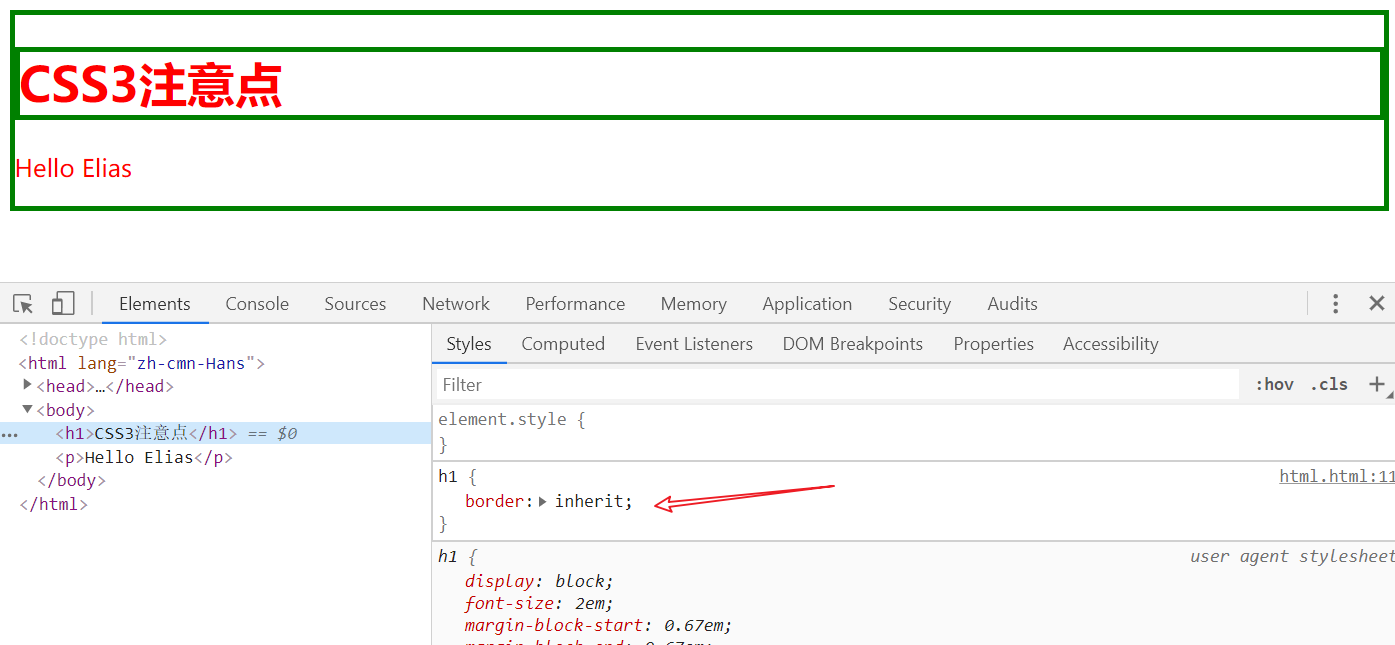 CSS3注意点
Hello Elias
Elements Console Sources Network Performance Memory Application Security Audits
<!doctype html>
<html lang="zh-cmn-Hans">
<head>…</head>
<body>
<h1>CSS3注意点</h1> == $0
<p>Hello Elias</p>
</body>
</html>
Styles Computed Event Listeners DOM Breakpoints Properties Accessibility
Filter :hov .cls +
element.style {
}
h1 { html.html:11
border: inherit;
}
h1 { user agent stylesheet
display: block;
font-size: 2em;
margin-block-start: 0.67em;